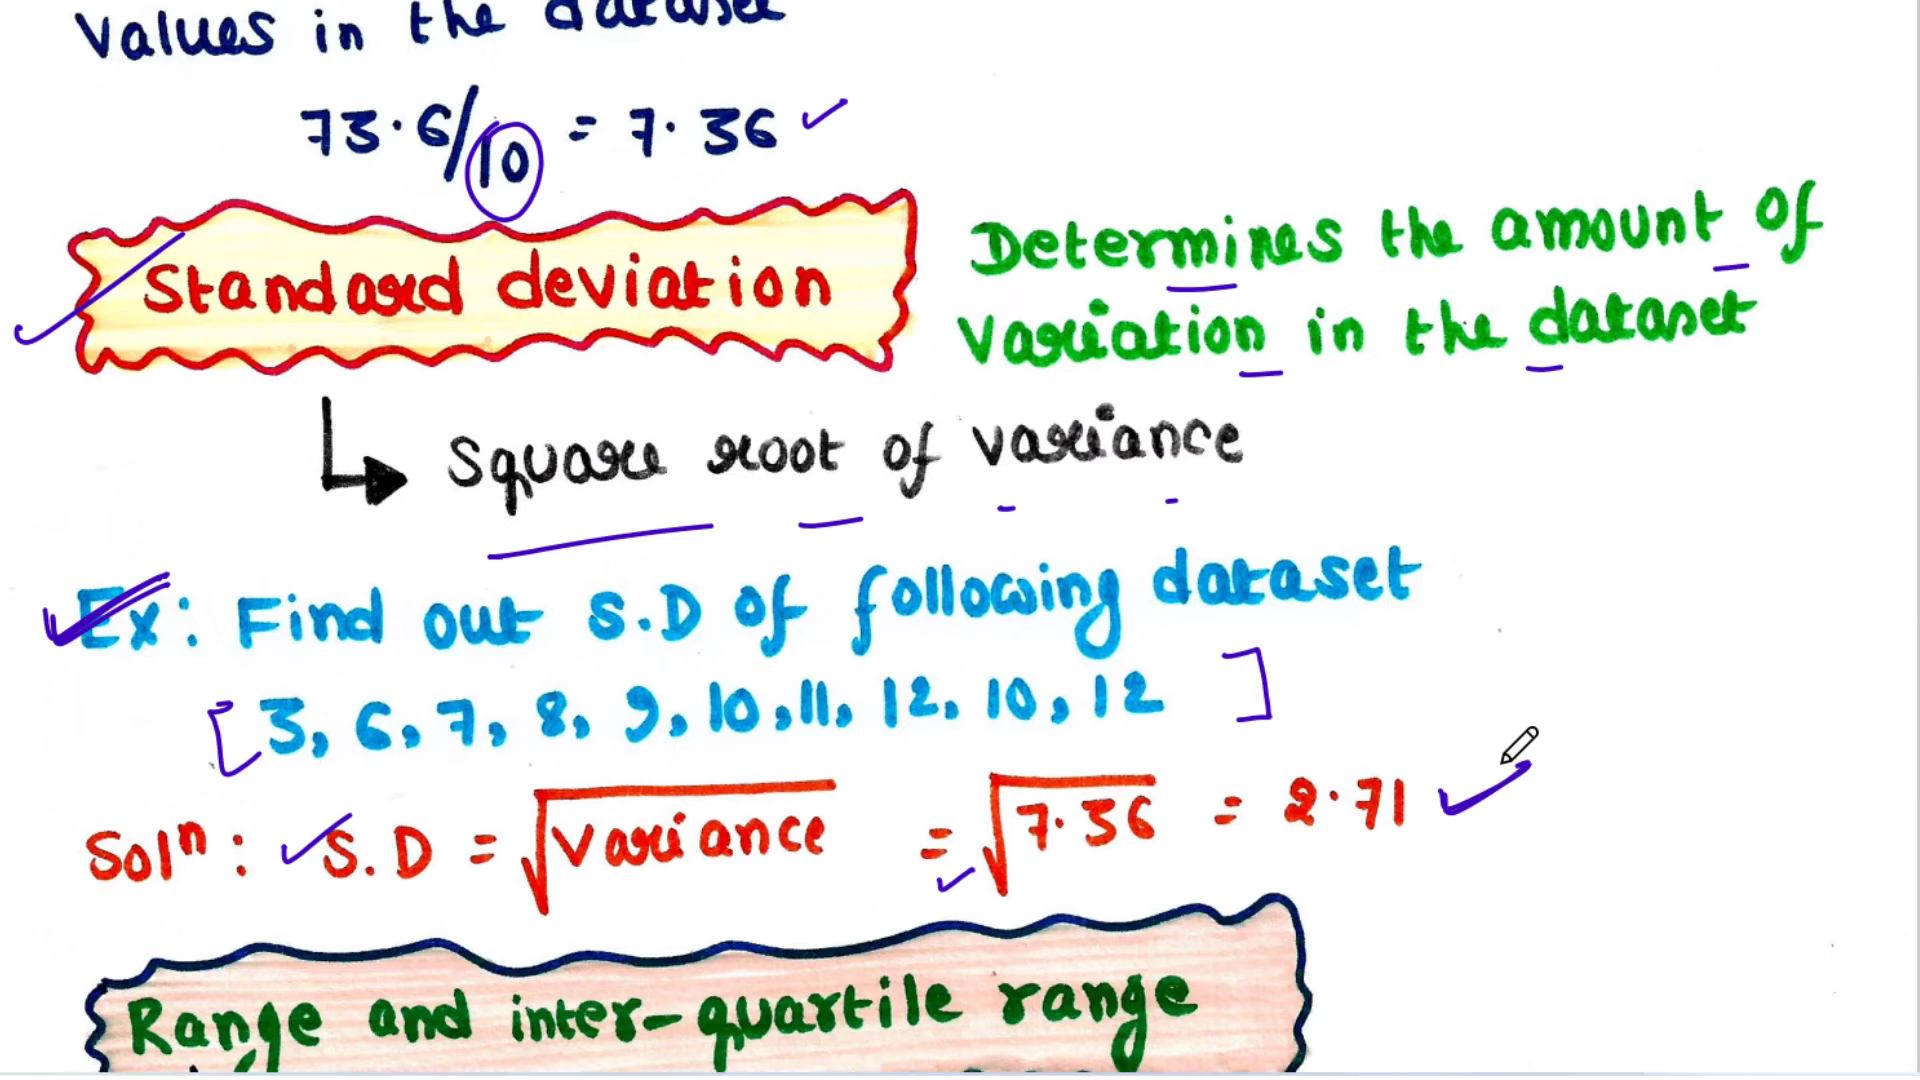 Values in the dataset
73.6/10 = 7.36
Standard deviation
Determines the amount of
variation in the dataset
Square root of variance
Ex: Find out S.D of following dataset
[3, 6, 7, 8, 9, 10, 11, 12, 10, 12]
Solⁿ: S.D = √variance = √7.36 = 2.71
Range and inter-quartile range